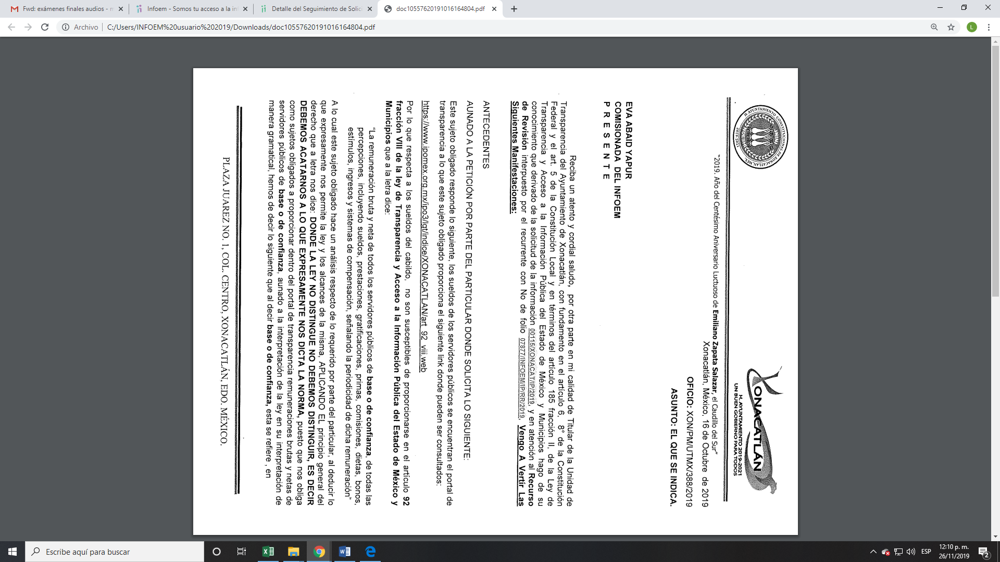 Fwd: exámenes finales audios - m
Infoem - Somos tu acceso a la inf
Detalle del Seguimiento de Solici
doc10557620191016164804.pdf
Archivo
C:/Users/INFOEM%20usuario%202019/Downloads/doc10557620191016164804.pdf
L
H. AYUNTAMIENTO CONSTITUCIONAL DE XONACATLAN, MEX.
2019-2021
XONACATLÁN
H. AYUNTAMIENTO 2019-2021
UN BUEN GOBIERNO PARA TODOS
"2019. Año del Centésimo Aniversario Luctuoso de Emiliano Zapata Salazar, el Caudillo del Sur"
Xonacatlán, México, 16 de Octubre de 2019
OFICIO: XON/PM/UTMX/388/2019
ASUNTO: EL QUE SE INDICA.
EVA ABAID YAPUR
COMISIONADA DEL INFOEM
P R E S E N T E
Reciba un atento y cordial saludo, por otra parte en mi calidad de Titular de la Unidad de
Transparencia del Ayuntamiento de Xonacatlán, con fundamento en el artículo 6, 8° de la Constitución
Federal y el art. 5 de la Constitución Local y en términos del artículo 185 fracción II, de la Ley de
Transparencia y Acceso a la Información Pública del Estado de México y Municipios hago de su
conocimiento que derivado de la solicitud de la información 00115/XONACAT/IP/2019, y en atención al Recurso
de Revisión interpuesto por el recurrente con No de folio 07877/INFOEM/IP/RR/2019, Vengo A Vertir Las
Siguientes Manifestaciones:
ANTECEDENTES
AUNADO A LA PETICIÓN POR PARTE DEL PARTICULAR DONDE SOLICITA LO SIGUIENTE:
Este sujeto obligado responde lo siguiente, los sueldos de los servidores públicos se encuentran el portal de
transparencia a lo que este sujeto obligado proporciona el siguiente link donde pueden ser consultados:
https://www.ipomex.org.mx/ipo3/lgt/indice/XONACATLAN/art_92_viii.web
Por lo que respecta a los sueldos del cabildo, no son susceptibles de proporcionarse en el artículo 92
fracción VIII de la ley de Transparencia y Acceso a la Información Pública del Estado de México y
Municipios que a la letra dice:
"La remuneración bruta y neta de todos los servidores públicos de base o de confianza, de todas las
percepciones, incluyendo sueldos, prestaciones, gratificaciones, primas, comisiones, dietas, bonos,
estímulos, ingresos y sistemas de compensación, señalando la periodicidad de dicha remuneración"
A lo cual este sujeto obligado hace un análisis respecto de lo requerido por parte del particular, al deducir lo
que expresamente nos permite la ley y los alcances de la misma, APLICANDO EL principio general del
derecho que a letra nos dice: DONDE LA LEY NO DISTINGUE NO DEBEMOS DISTINGUIR, ES DECIR
DEBEMOS ACATARNOS A LO QUE EXPRESAMENTE NOS DICTA LA NORMA, puesto que nos obliga
como sujetos obligados a proporcionar dentro del portal de transparencia remuneraciones brutas y netas de
servidores públicos de base o de confianza, aunado a la interpretación de la ley en su interpretación de
manera gramatical, hemos de decir lo siguiente que al decir base o de confianza, esta se refiere , en
PLAZA JUAREZ NO. 1, COL. CENTRO, XONACATLÁN, EDO. MÉXICO.
Escribe aquí para buscar
ESP
12:10 p. m.
26/11/2019
2